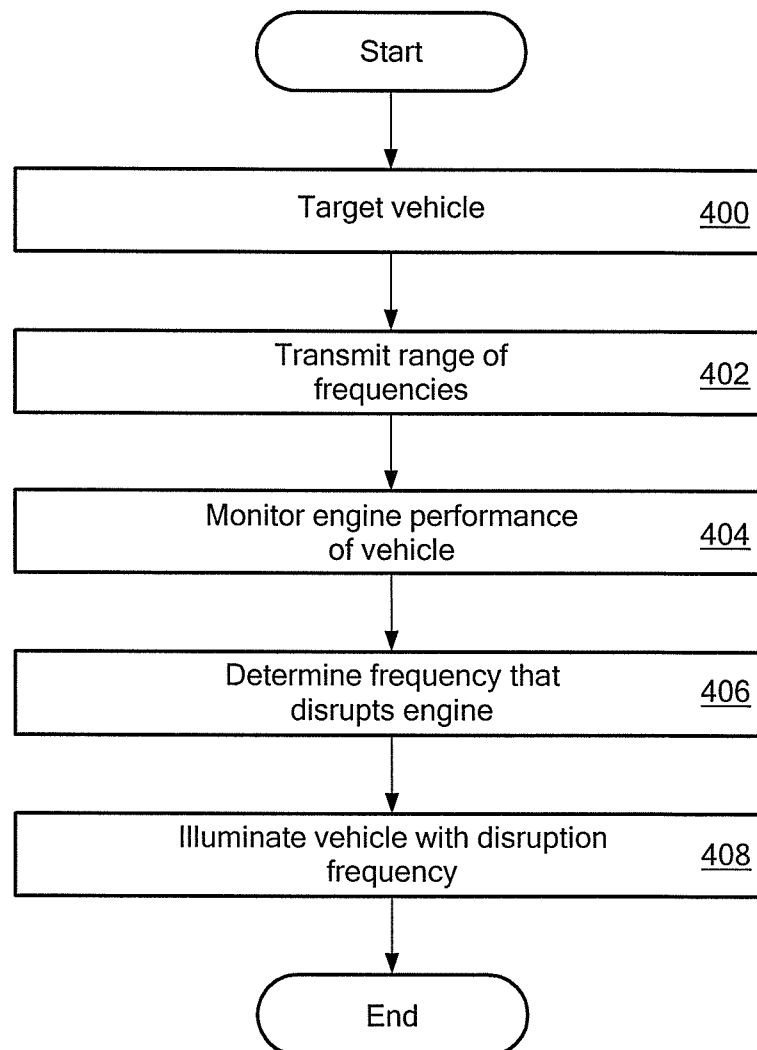 Start
Target vehicle 400
Transmit range of
frequencies 402
Monitor engine performance
of vehicle 404
Determine frequency that
disrupts engine 406
Illuminate vehicle with disruption
frequency 408
End